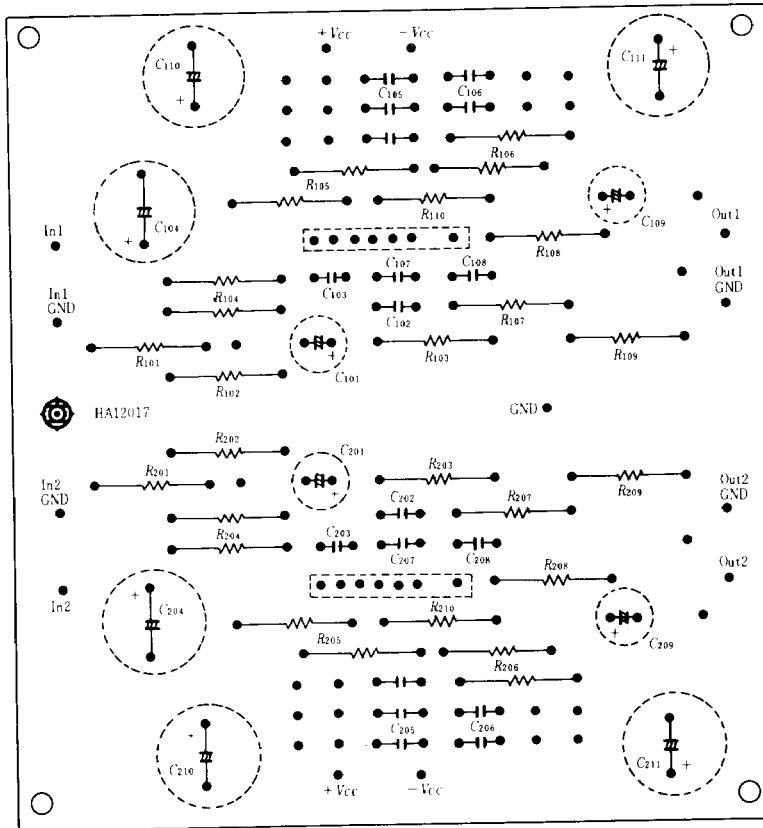 +Vcc −Vcc
C110
+
C111
+
C105 C106
R106
R105
C104
+
R110
C109
+
In1
Out1
R108
C107 C108
Out1
GND
C103
R104
In1
GND
C102
R107
R101
R103
R109
C101
+
R102
HA12017
GND
R202
C201
+
R201
R203
R209
In2
GND
Out2
GND
C202
R207
R204
C203
C207 C208
R208
Out2
In2
+
C204
R210
R205
C209
+
R206
C205 C206
+
C210
C211
+
+Vcc −Vcc